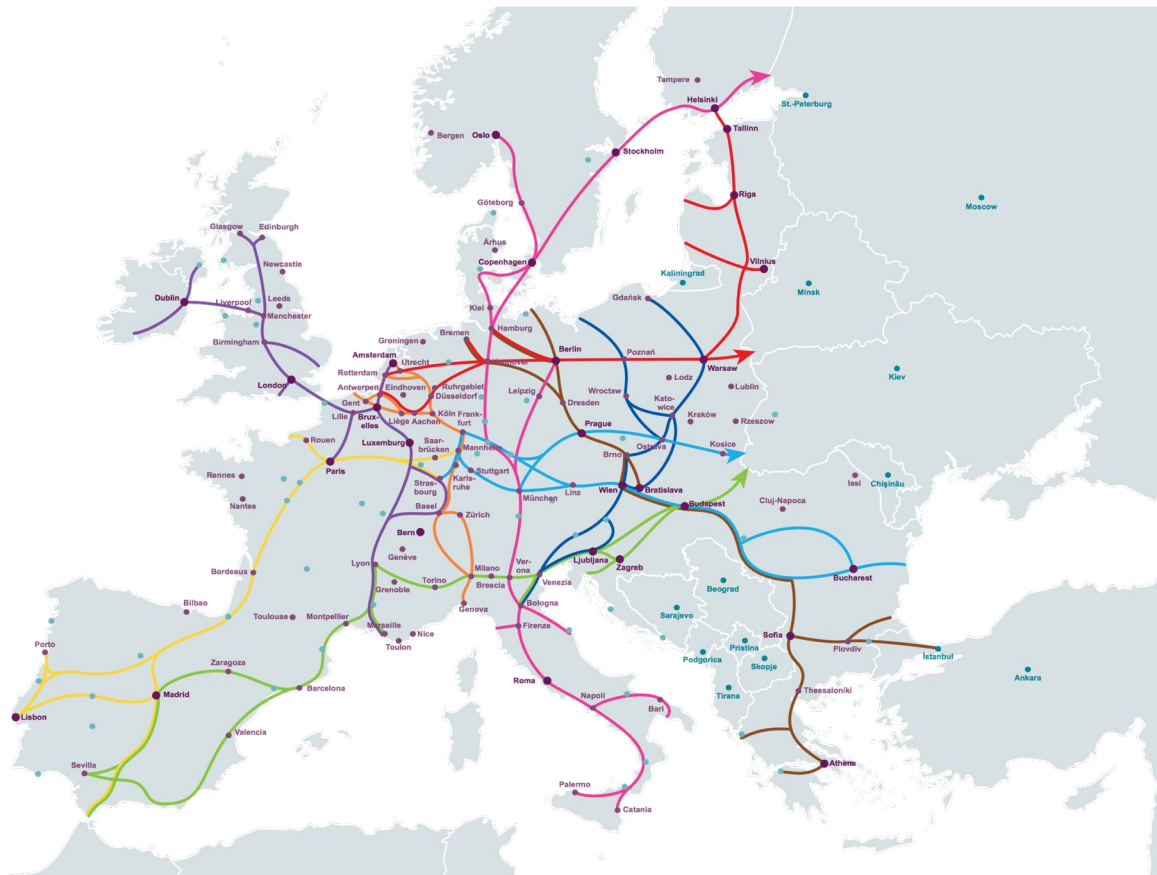 Tampere
Helsinki
St.-Peterburg
Oslo
Bergen
Tallinn
Stockholm
Riga
Moscow
Göteborg
Glasgow
Edinburgh
Århus
Newcastle
Copenhagen
Vilnius
Kaliningrad
Minsk
Dublin
Liverpool
Leeds
Manchester
Gdańsk
Kiel
Hamburg
Birmingham
Groningen
Bremen
Amsterdam
Utrecht
Hannover
Berlin
Poznań
Warsaw
Rotterdam
Kiev
London
Antwerpen
Eindhoven
Ruhrgebiet
Düsseldorf
Leipzig
Wroctaw
Lodz
Lublin
Gent
Lille
Brux-
elles
Liège
Aachen
Köln
Frank-
furt
Dresden
Kato-
wice
Kraków
Rzeszow
Rouen
Luxemburg
Saar-
brücken
Mannheim
Prague
Ostrava
Kosice
Paris
Rennes
Stras-
bourg
Karls-
ruhe
Stuttgart
Brno
Nantes
Basel
München
Linz
Wien
Bratislava
Budapest
Iasi
Chişinău
Cluj-Napoca
Bern
Zürich
Genève
Lyon
Grenoble
Torino
Milano
Brescia
Ver-
ona
Venezia
Ljubljana
Zagreb
Bucharest
Beograd
Bordeaux
Bilbao
Toulouse
Montpellier
Marseille
Nice
Toulon
Genova
Bologna
Firenze
Sarajevo
Sofia
Plovdiv
İstanbul
Pristina
Podgorica
Skopje
Tirana
Ankara
Porto
Zaragoza
Madrid
Barcelona
Lisbon
Roma
Napoli
Bari
Thessaloníki
Valencia
Sevilla
Palermo
Catania
Athens